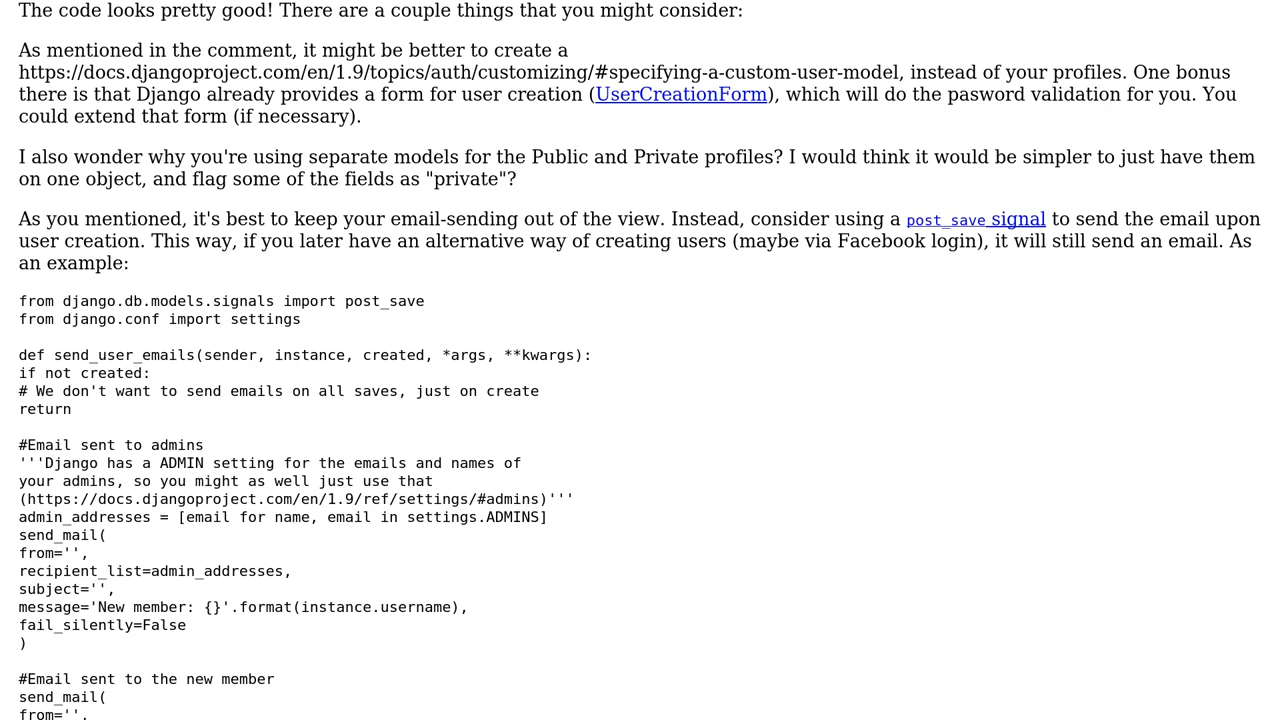 The code looks pretty good! There are a couple things that you might consider:
As mentioned in the comment, it might be better to create a
https://docs.djangoproject.com/en/1.9/topics/auth/customizing/#specifying-a-custom-user-model, instead of your profiles. One bonus
there is that Django already provides a form for user creation (UserCreationForm), which will do the pasword validation for you. You
could extend that form (if necessary).
I also wonder why you're using separate models for the Public and Private profiles? I would think it would be simpler to just have them
on one object, and flag some of the fields as "private"?
As you mentioned, it's best to keep your email-sending out of the view. Instead, consider using a post_save signal to send the email upon
user creation. This way, if you later have an alternative way of creating users (maybe via Facebook login), it will still send an email. As
an example:
from django.db.models.signals import post_save
from django.conf import settings
def send_user_emails(sender, instance, created, *args, **kwargs):
if not created:
# We don't want to send emails on all saves, just on create
return
#Email sent to admins
'''Django has a ADMIN setting for the emails and names of
your admins, so you might as well just use that
(https://docs.djangoproject.com/en/1.9/ref/settings/#admins)'''
admin_addresses = [email for name, email in settings.ADMINS]
send_mail(
from='',
recipient_list=admin_addresses,
subject='',
message='New member: {}'.format(instance.username),
fail_silently=False
)
#Email sent to the new member
send_mail(
from='',